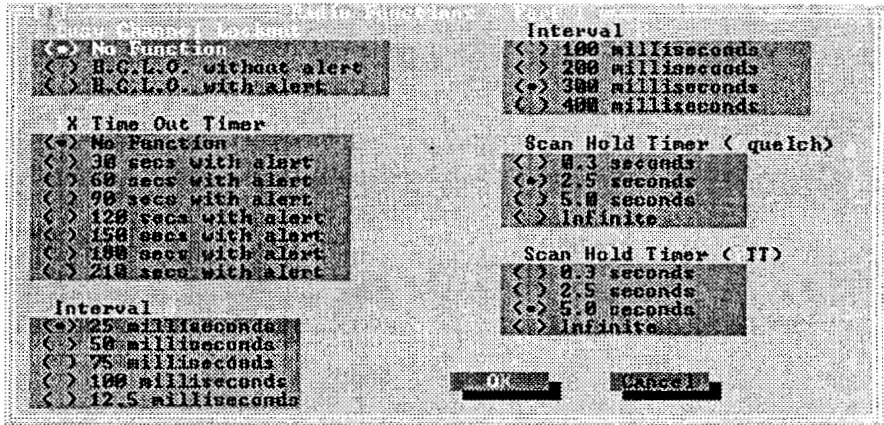 Radio Functions - Part 1
Busy Channel Lockout
(•) No Function
( ) B.C.L.O. without alert
( ) B.C.L.O. with alert
X Time Out Timer
(•) No Function
( ) 30 secs with alert
( ) 60 secs with alert
( ) 90 secs with alert
( ) 120 secs with alert
( ) 150 secs with alert
( ) 180 secs with alert
( ) 210 secs with alert
Interval
(•) 25 milliseconds
( ) 50 milliseconds
( ) 75 milliseconds
( ) 100 milliseconds
( ) 12.5 milliseconds
Interval
( ) 100 milliseconds
( ) 200 milliseconds
(•) 300 milliseconds
( ) 400 milliseconds
Scan Hold Timer ( quelch)
( ) 0.3 seconds
(•) 2.5 seconds
( ) 5.0 seconds
( ) Infinite
Scan Hold Timer ( TT)
( ) 0.3 seconds
( ) 2.5 seconds
(•) 5.0 seconds
( ) Infinite
OK
Cancel